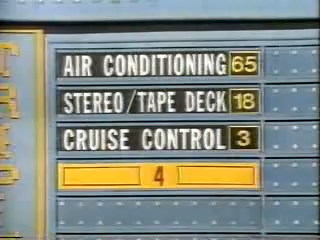 AIR CONDITIONING 65
STEREO/TAPE DECK 18
CRUISE CONTROL 3
4